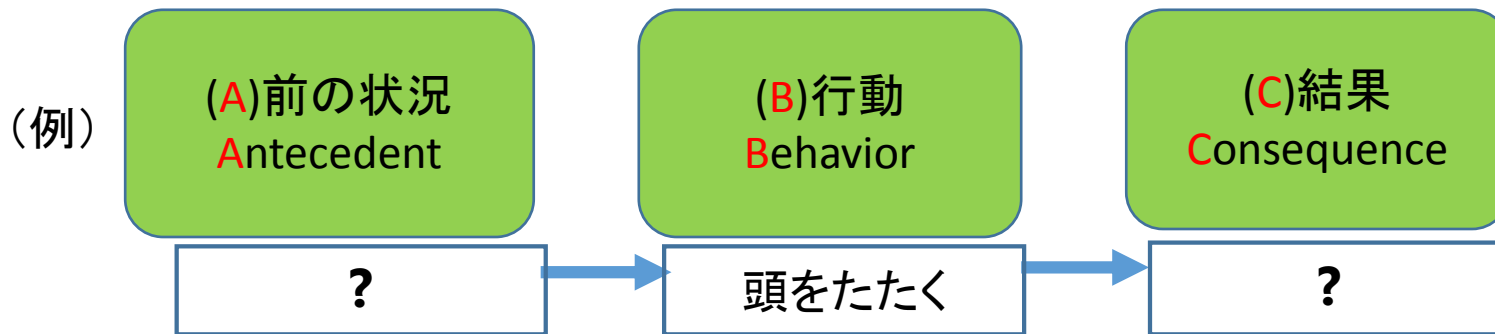 (例)
(A)前の状況
Antecedent
(B)行動
Behavior
(C)結果
Consequence
?
頭をたたく
?